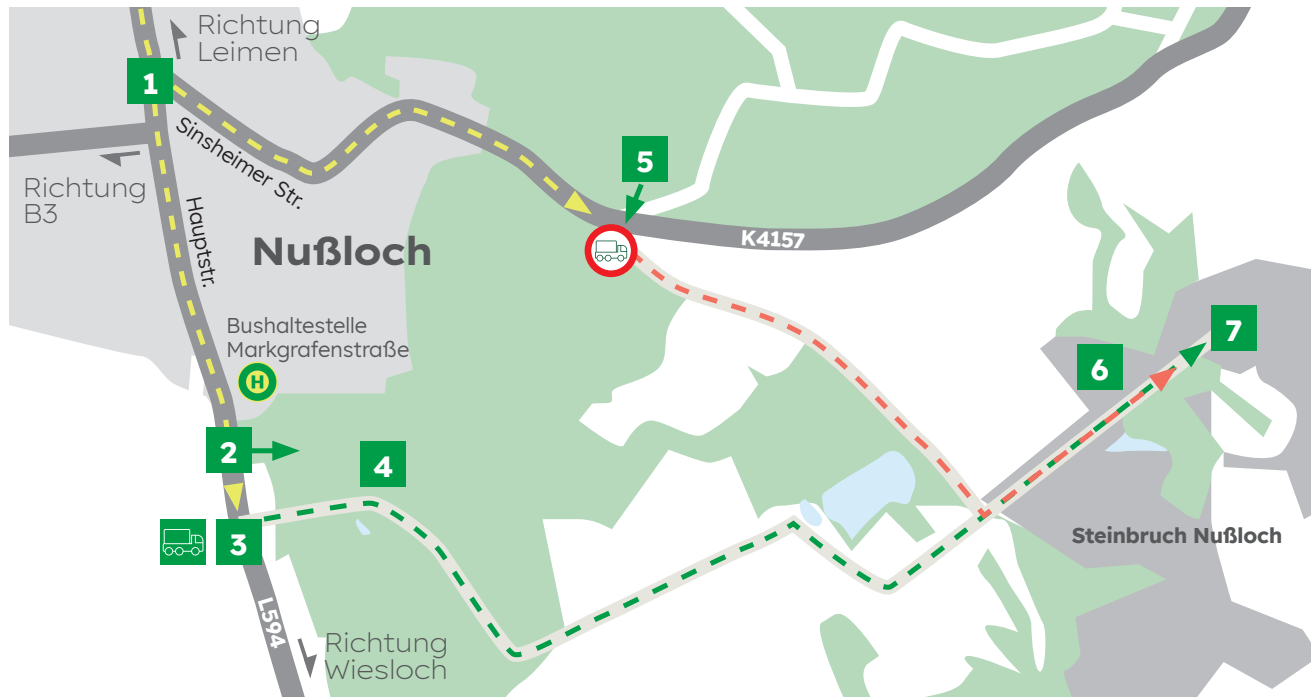 Richtung
Leimen
1
Sinsheimer Str.
5
Richtung
B3
Hauptstr.
Nußloch
K4157
Bushaltestelle
Markgrafenstraße
H
7
6
2
4
3
Steinbruch Nußloch
L594
Richtung
Wiesloch